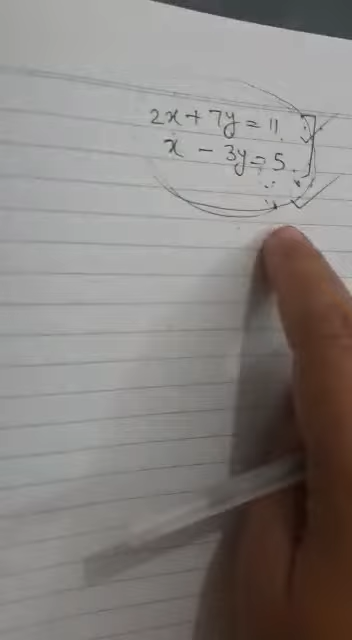 2x + 7y = 11
x - 3y = 5